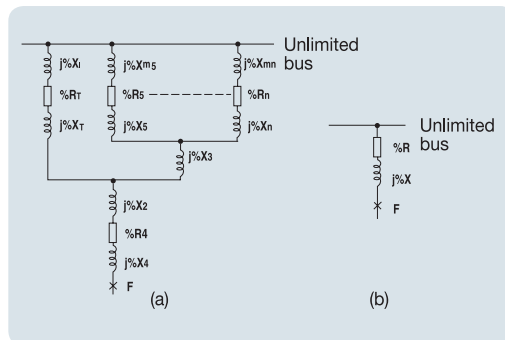 Unlimited
bus
j%Xl j%Xm5 j%Xmn
%RT %R5 %Rn
j%XT j%X5 j%Xn
j%X3
j%X2
%R4
j%X4
F
(a)
Unlimited
bus
%R
j%X
F
(b)